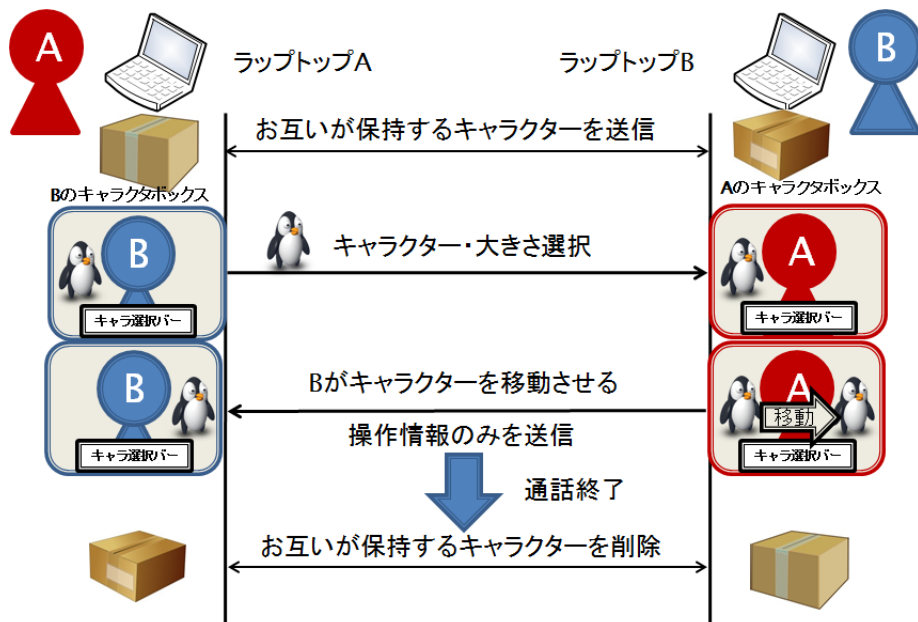 A
ラップトップA
ラップトップB
B
お互いが保持するキャラクターを送信
Bのキャラクタボックス
Aのキャラクタボックス
B
キャラ選択バー
キャラクター・大きさ選択
A
キャラ選択バー
B
キャラ選択バー
Bがキャラクターを移動させる
操作情報のみを送信
A
移動
キャラ選択バー
通話終了
お互いが保持するキャラクターを削除